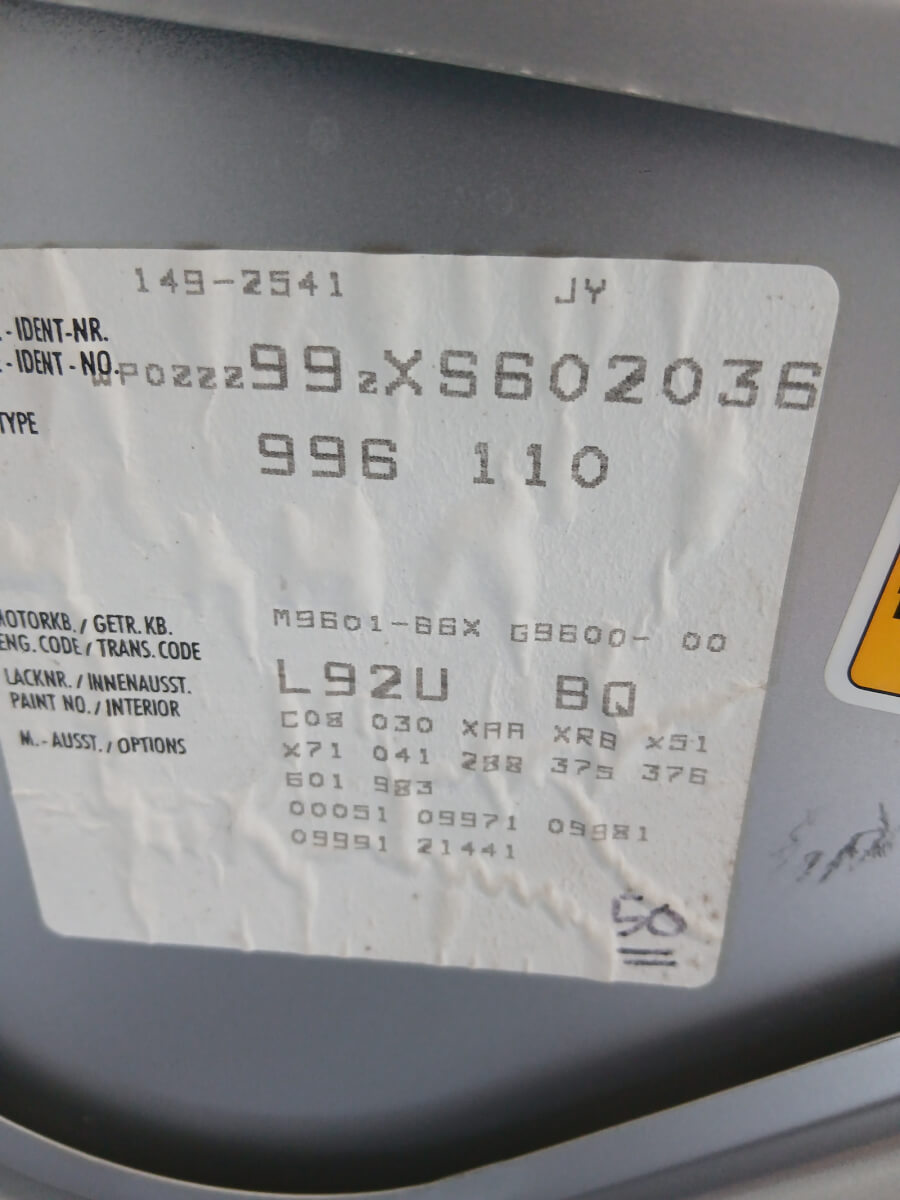 149-2541 JY
.-IDENT-NR.
.-IDENT-NO. WP0ZZZ99ZXS602036
TYPE
996 110
MOTORKB./GETR.KB.
ENG.CODE/TRANS.CODE M9601-66X G9600- 00
LACKNR./INNENAUSST.
PAINT NO./INTERIOR L92U BQ
M.-AUSST./OPTIONS C08 030 XAA XRB X51
X71 041 288 375 376
601 983
00051 09971 09981
09991 21441
50